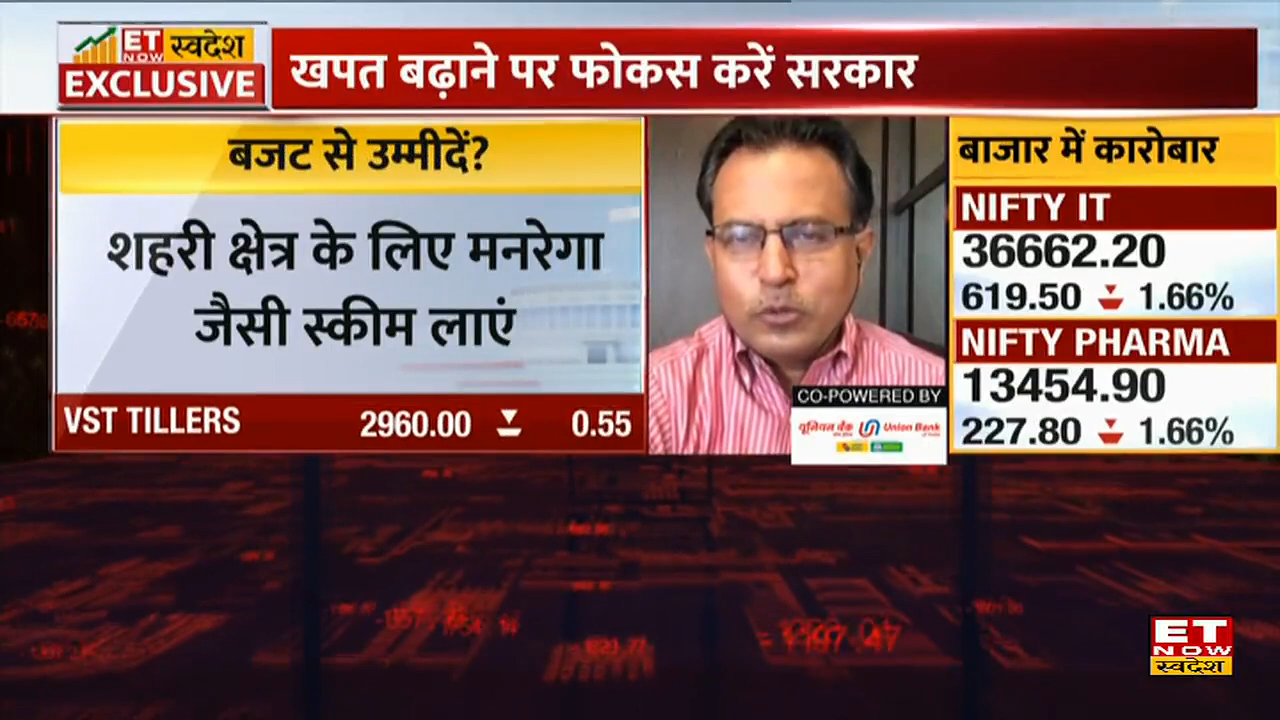 ET NOW स्वदेश
EXCLUSIVE
खपत बढ़ाने पर फोकस करें सरकार
बजट से उम्मीदें?
शहरी क्षेत्र के लिए मनरेगा
जैसी स्कीम लाएं
VST TILLERS 2960.00 0.55
CO-POWERED BY
यूनियन बैंक Union Bank
बाजार में कारोबार
NIFTY IT
36662.20
619.50 1.66%
NIFTY PHARMA
13454.90
227.80 1.66%
ET
NOW
स्वदेश